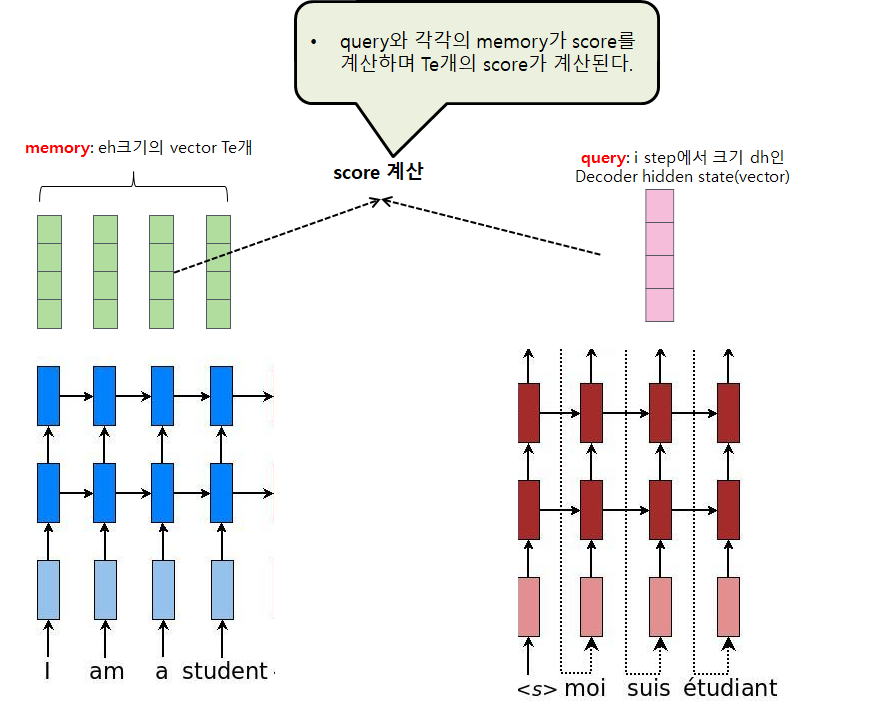 • query와 각각의 memory가 score를
계산하며 Te개의 score가 계산된다.
memory: eh크기의 vector Te개
score 계산
query: i step에서 크기 dh인
Decoder hidden state(vector)
I am a student
<s> moi suis étudiant